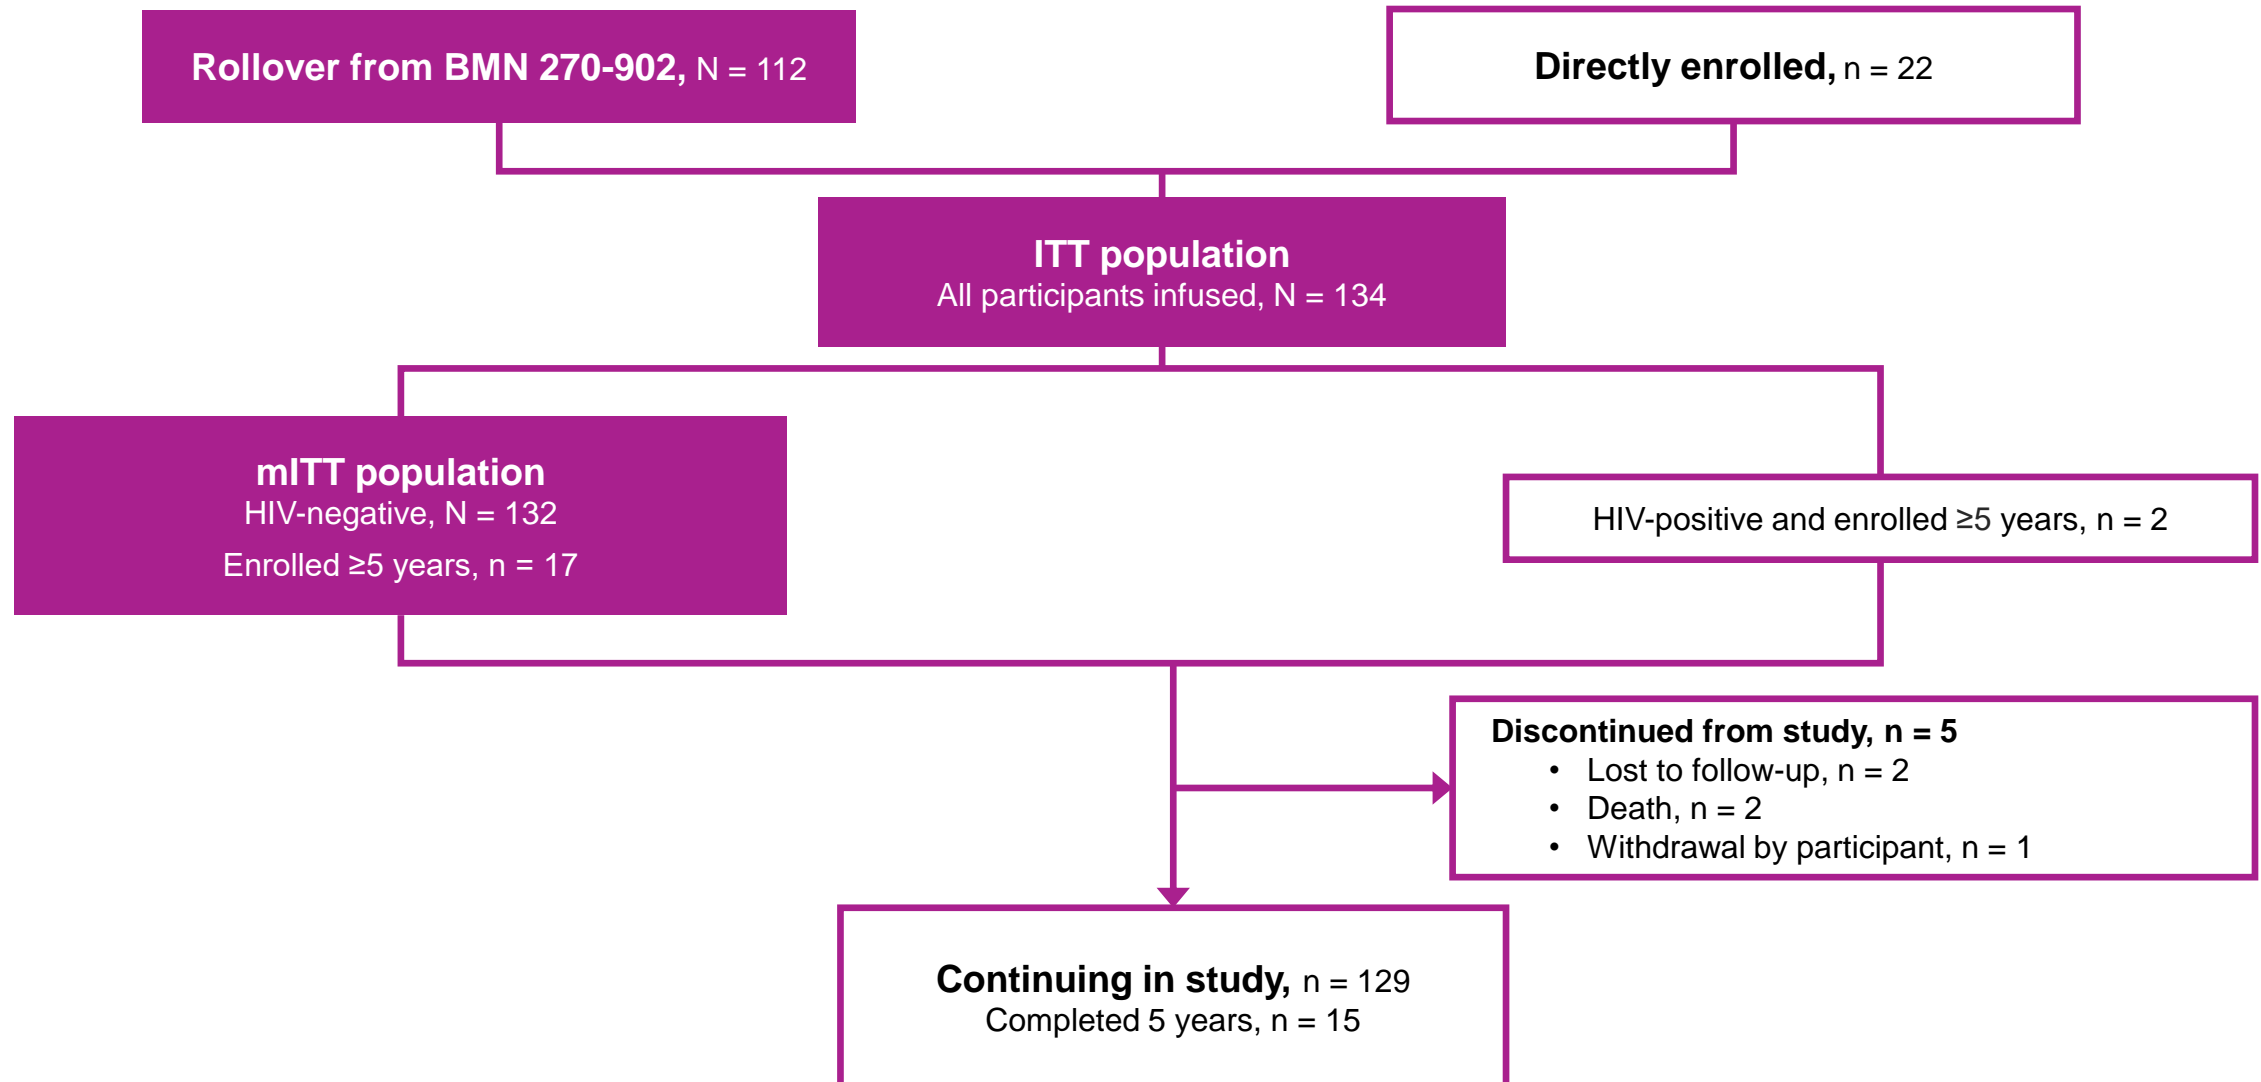 Rollover from BMN 270-902, N = 112
Directly enrolled, n = 22
ITT population
All participants infused, N = 134
mITT population
HIV-negative, N = 132
Enrolled ≥5 years, n = 17
HIV-positive and enrolled ≥5 years, n = 2
Discontinued from study, n = 5
• Lost to follow-up, n = 2
• Death, n = 2
• Withdrawal by participant, n = 1
Continuing in study, n = 129
Completed 5 years, n = 15